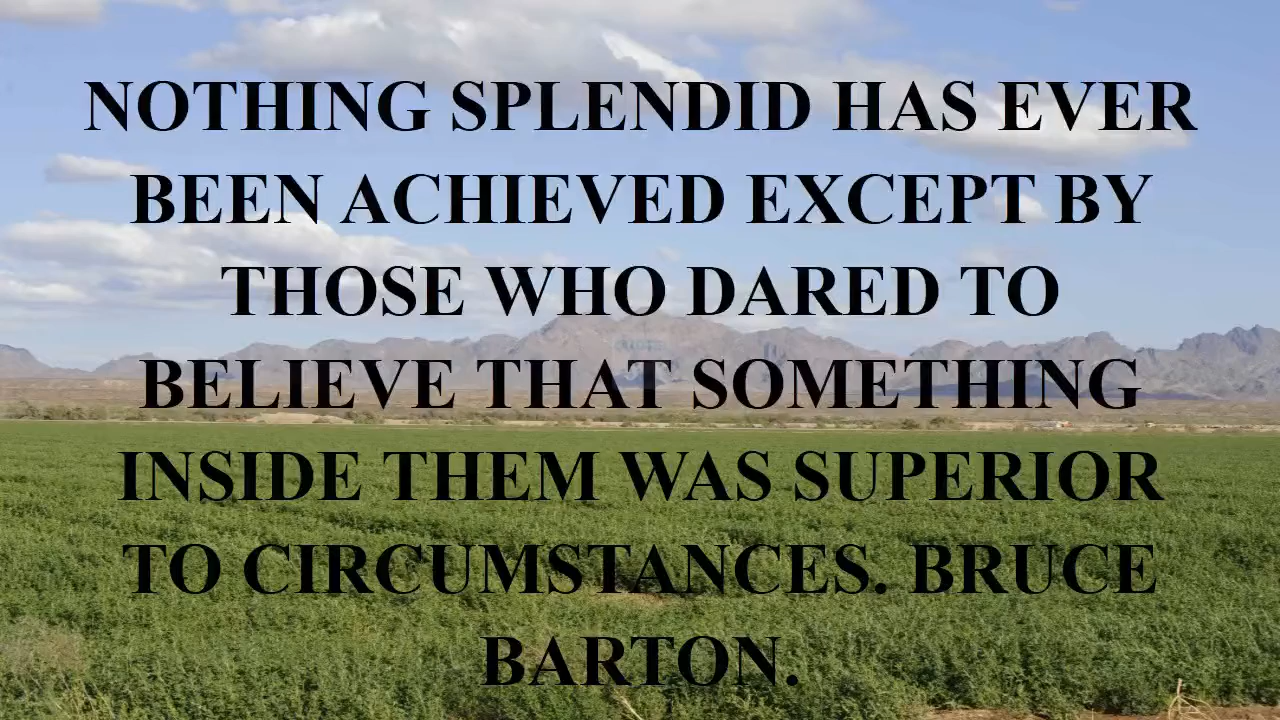 NOTHING SPLENDID HAS EVER
BEEN ACHIEVED EXCEPT BY
THOSE WHO DARED TO
BELIEVE THAT SOMETHING
INSIDE THEM WAS SUPERIOR
TO CIRCUMSTANCES. BRUCE
BARTON.